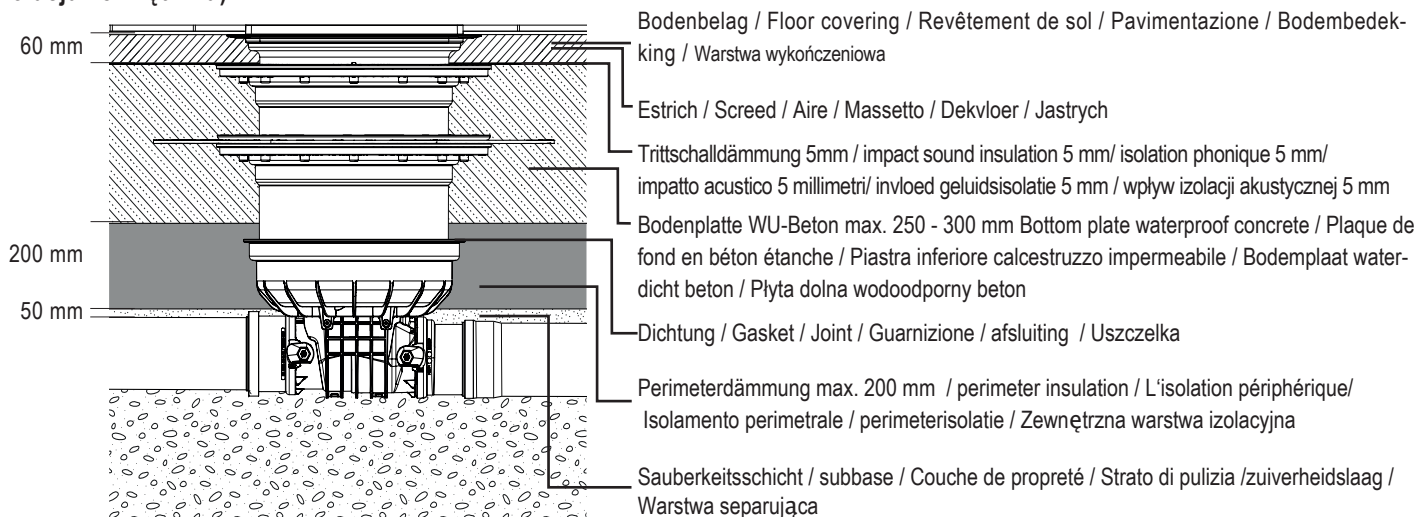 60 mm
200 mm
50 mm
Bodenbelag / Floor covering / Revêtement de sol / Pavimentazione / Bodembedek-
king / Warstwa wykończeniowa
Estrich / Screed / Aire / Massetto / Dekvloer / Jastrych
Trittschalldämmung 5mm / impact sound insulation 5 mm/ isolation phonique 5 mm/
impatto acustico 5 millimetri/ invloed geluidsisolatie 5 mm / wpływ izolacji akustycznej 5 mm
Bodenplatte WU-Beton max. 250 - 300 mm Bottom plate waterproof concrete / Plaque de
fond en béton étanche / Piastra inferiore calcestruzzo impermeabile / Bodemplaat water-
dicht beton / Płyta dolna wodoodporny beton
Dichtung / Gasket / Joint / Guarnizione / afsluiting / Uszczelka
Perimeterdämmung max. 200 mm / perimeter insulation / L‘isolation périphérique/
Isolamento perimetrale / perimeterisolatie / Zewnętrzna warstwa izolacyjna
Sauberkeitsschicht / subbase / Couche de propreté / Strato di pulizia /zuiverheidslaag /
Warstwa separująca